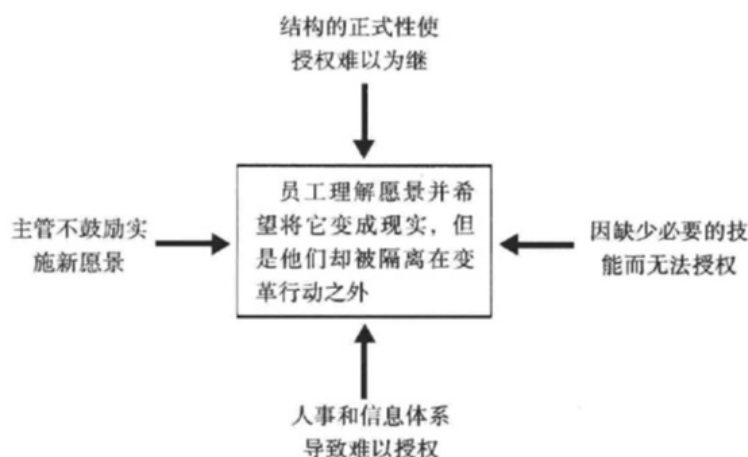 结构的正式性使
授权难以为继
员工理解愿景并希
望将它变成现实，但
是他们却被隔离在变
革行动之外
主管不鼓励实
施新愿景
因缺少必要的技
能而无法授权
人事和信息体系
导致难以授权